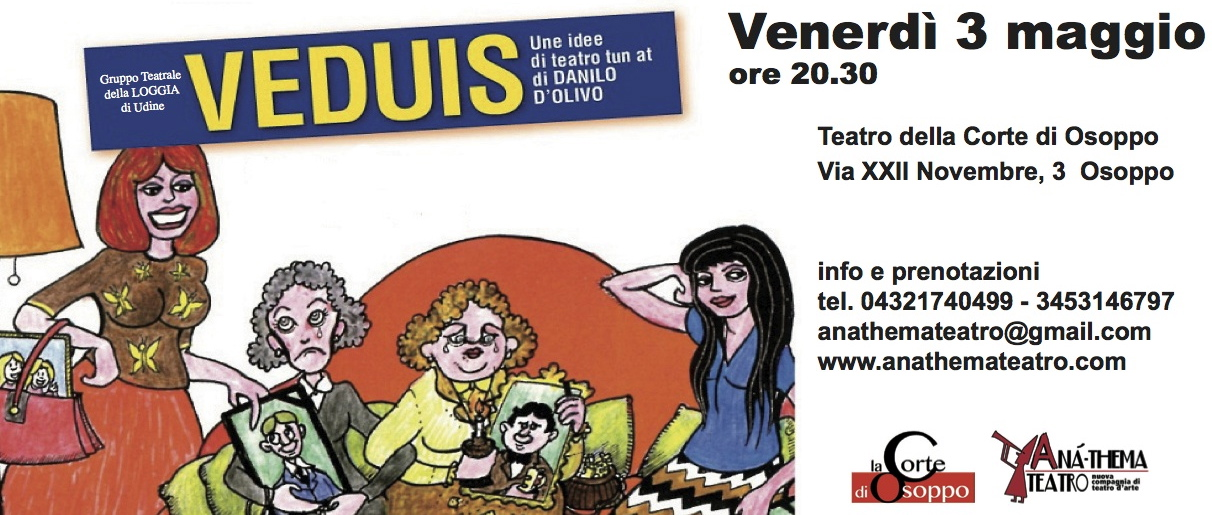 Gruppo Teatrale
della LOGGIA
di Udine
VEDUIS
Une idee
di teatro tun at
di DANILO
D'OLIVO
Venerdì 3 maggio
ore 20.30
Teatro della Corte di Osoppo
Via XXII Novembre, 3 Osoppo
info e prenotazioni
tel. 04321740499 - 3453146797
anathemateatro@gmail.com
www.anathemateatro.com
la Corte
di Osoppo
ANÁ-THEMA
TEATRO
nuova
compagnia di
teatro d'arte